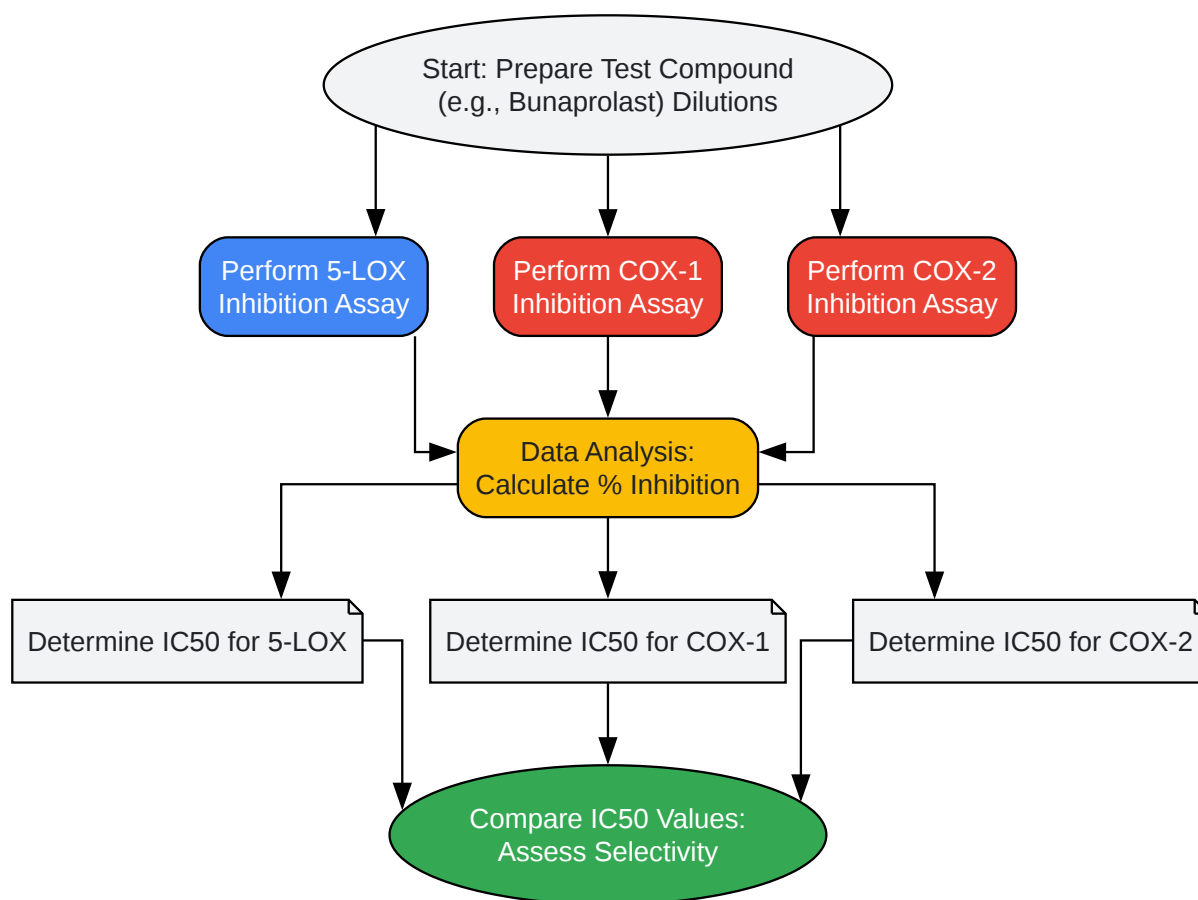 Start: Prepare Test Compound
(e.g., Bunaprolast) Dilutions
Perform 5-LOX
Inhibition Assay
Perform COX-1
Inhibition Assay
Perform COX-2
Inhibition Assay
Data Analysis:
Calculate % Inhibition
Determine IC50 for 5-LOX
Determine IC50 for COX-1
Determine IC50 for COX-2
Compare IC50 Values:
Assess Selectivity